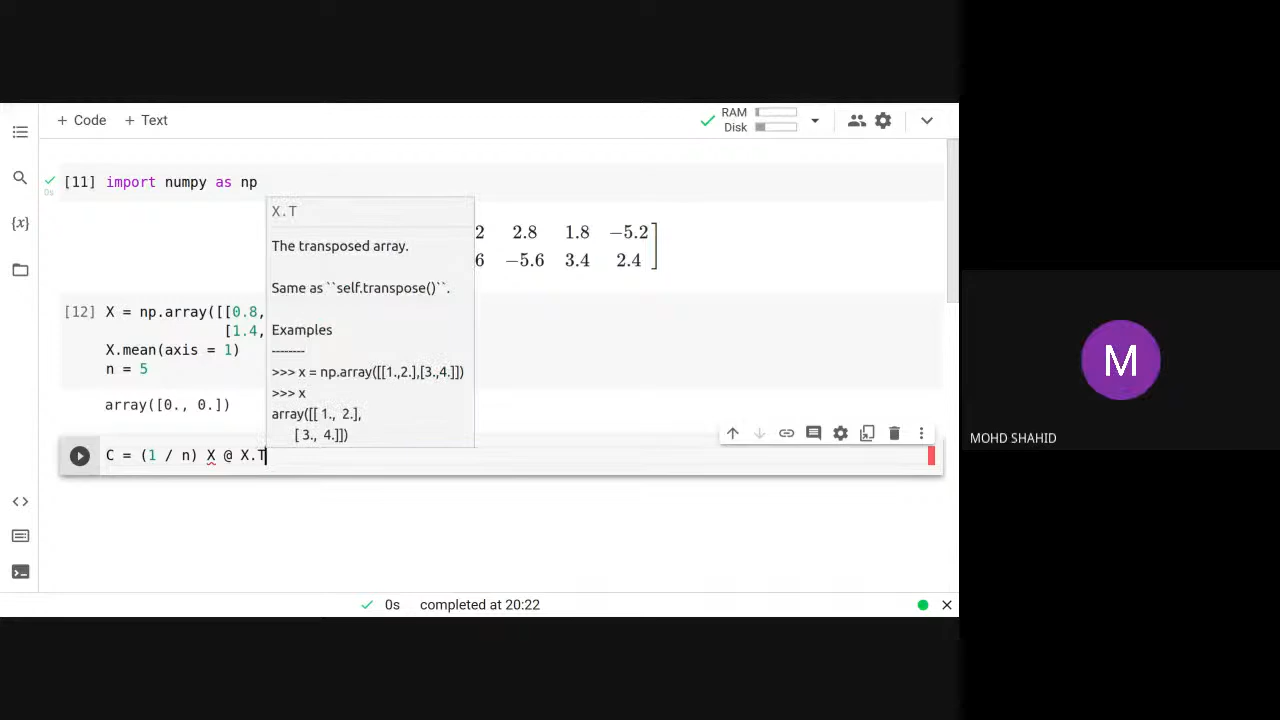 + Code + Text
RAM
Disk
[11] import numpy as np
2 2.8 1.8 −5.2
6 −5.6 3.4 2.4
X.T
The transposed array.
Same as ``self.transpose()``.
Examples
--------
>>> x = np.array([[1.,2.],[3.,4.]])
>>> x
array([[ 1., 2.],
[ 3., 4.]])
[12] X = np.array([[0.8,
[1.4,
X.mean(axis = 1)
n = 5
array([0., 0.])
C = (1 / n) X @ X.T
0s completed at 20:22
{x}
0s
M
MOHD SHAHID